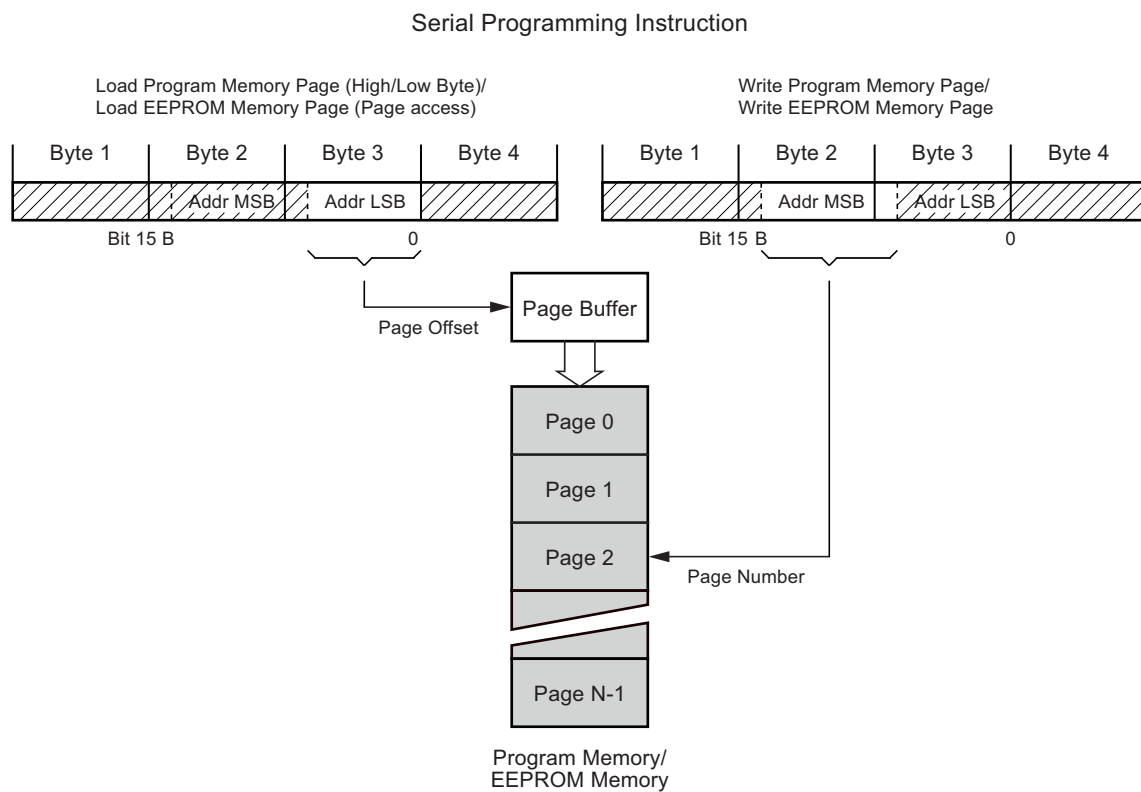 Serial Programming Instruction
Load Program Memory Page (High/Low Byte)/
Load EEPROM Memory Page (Page access)
Write Program Memory Page/
Write EEPROM Memory Page
Byte 1 Byte 2 Byte 3 Byte 4
Byte 1 Byte 2 Byte 3 Byte 4
Addr MSB Addr LSB
Addr MSB Addr LSB
Bit 15 B 0
Bit 15 B 0
Page Buffer
Page Offset
Page 0
Page 1
Page 2
Page Number
Page N-1
Program Memory/
EEPROM Memory